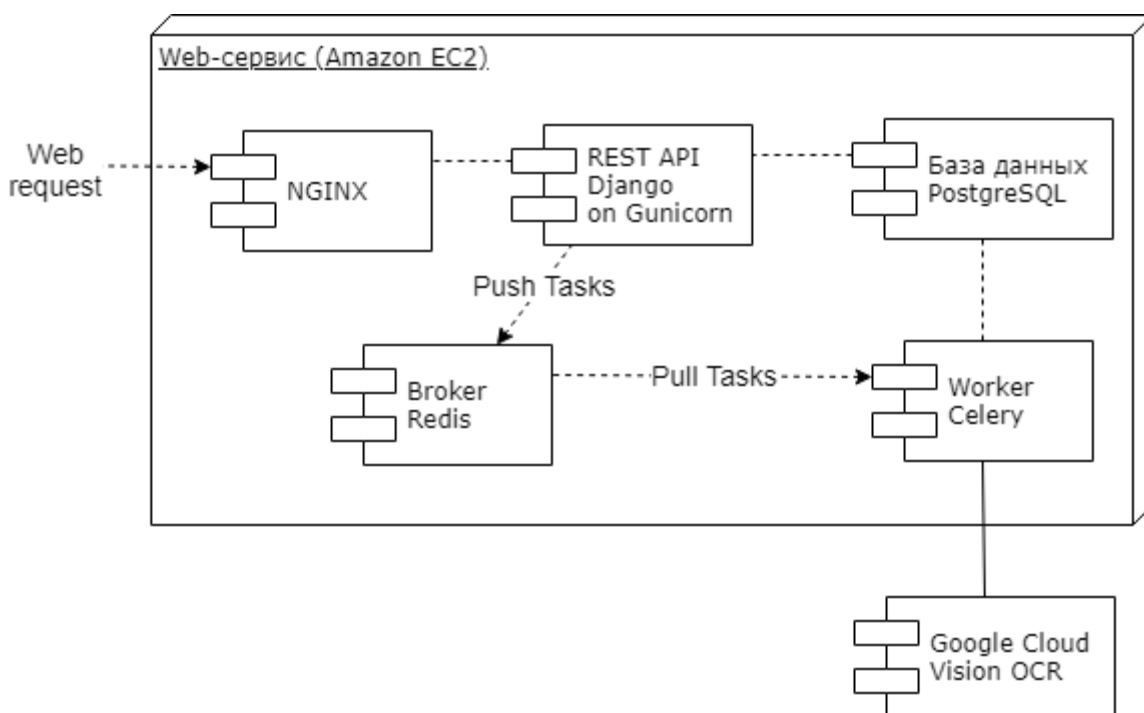 Web-сервис (Amazon EC2)
Web
request
NGINX
REST API
Django
on Gunicorn
База данных
PostgreSQL
Push Tasks
Broker
Redis
Pull Tasks
Worker
Celery
Google Cloud
Vision OCR